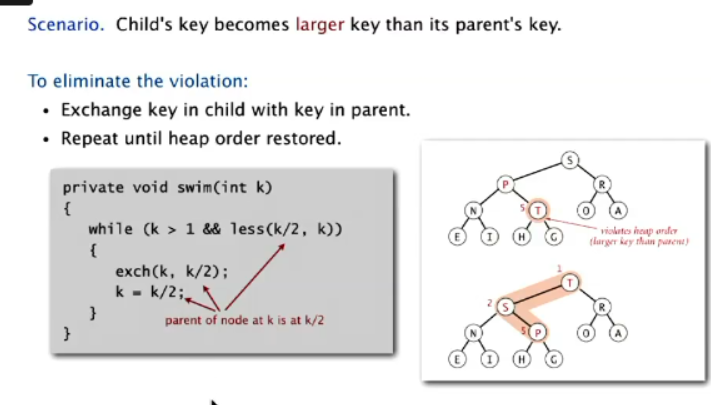 Scenario. Child's key becomes larger key than its parent's key.
To eliminate the violation:
• Exchange key in child with key in parent.
• Repeat until heap order restored.
private void swim(int k)
{
while (k > 1 && less(k/2, k))
{
exch(k, k/2);
k = k/2;
}
}
parent of node at k is at k/2
S
P
R
N
5
T
O
A
E
I
H
G
violates heap order
(larger key than parent)
1
T
2
S
R
N
5
P
O
A
E
I
H
G